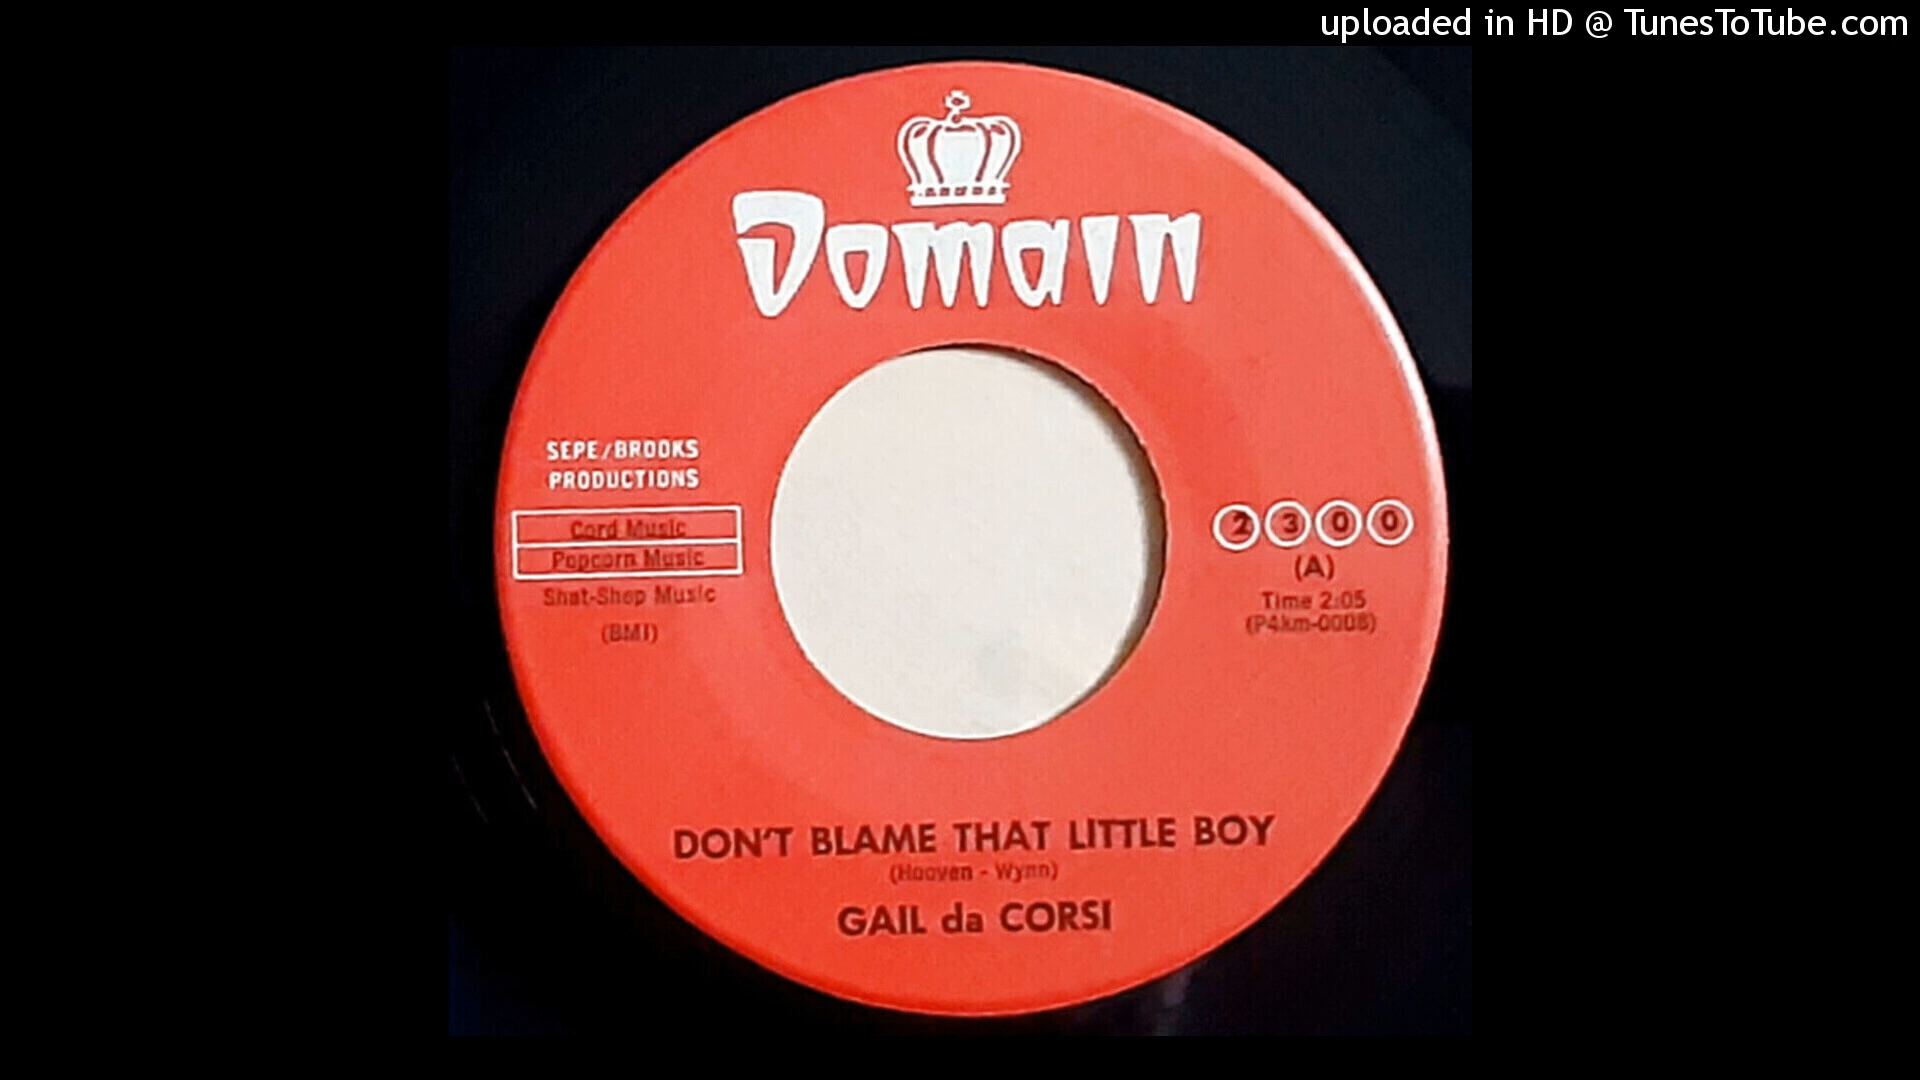 uploaded in HD @ TunesToTube.com
Domain
SEPE/BROOKS
PRODUCTIONS
Cord Music
Popcorn Music
Shat-Shep Music
(BMI)
2300
(A)
Time 2:05
(P4km-0008)
DON'T BLAME THAT LITTLE BOY
(Hooven - Wynn)
GAIL da CORSI